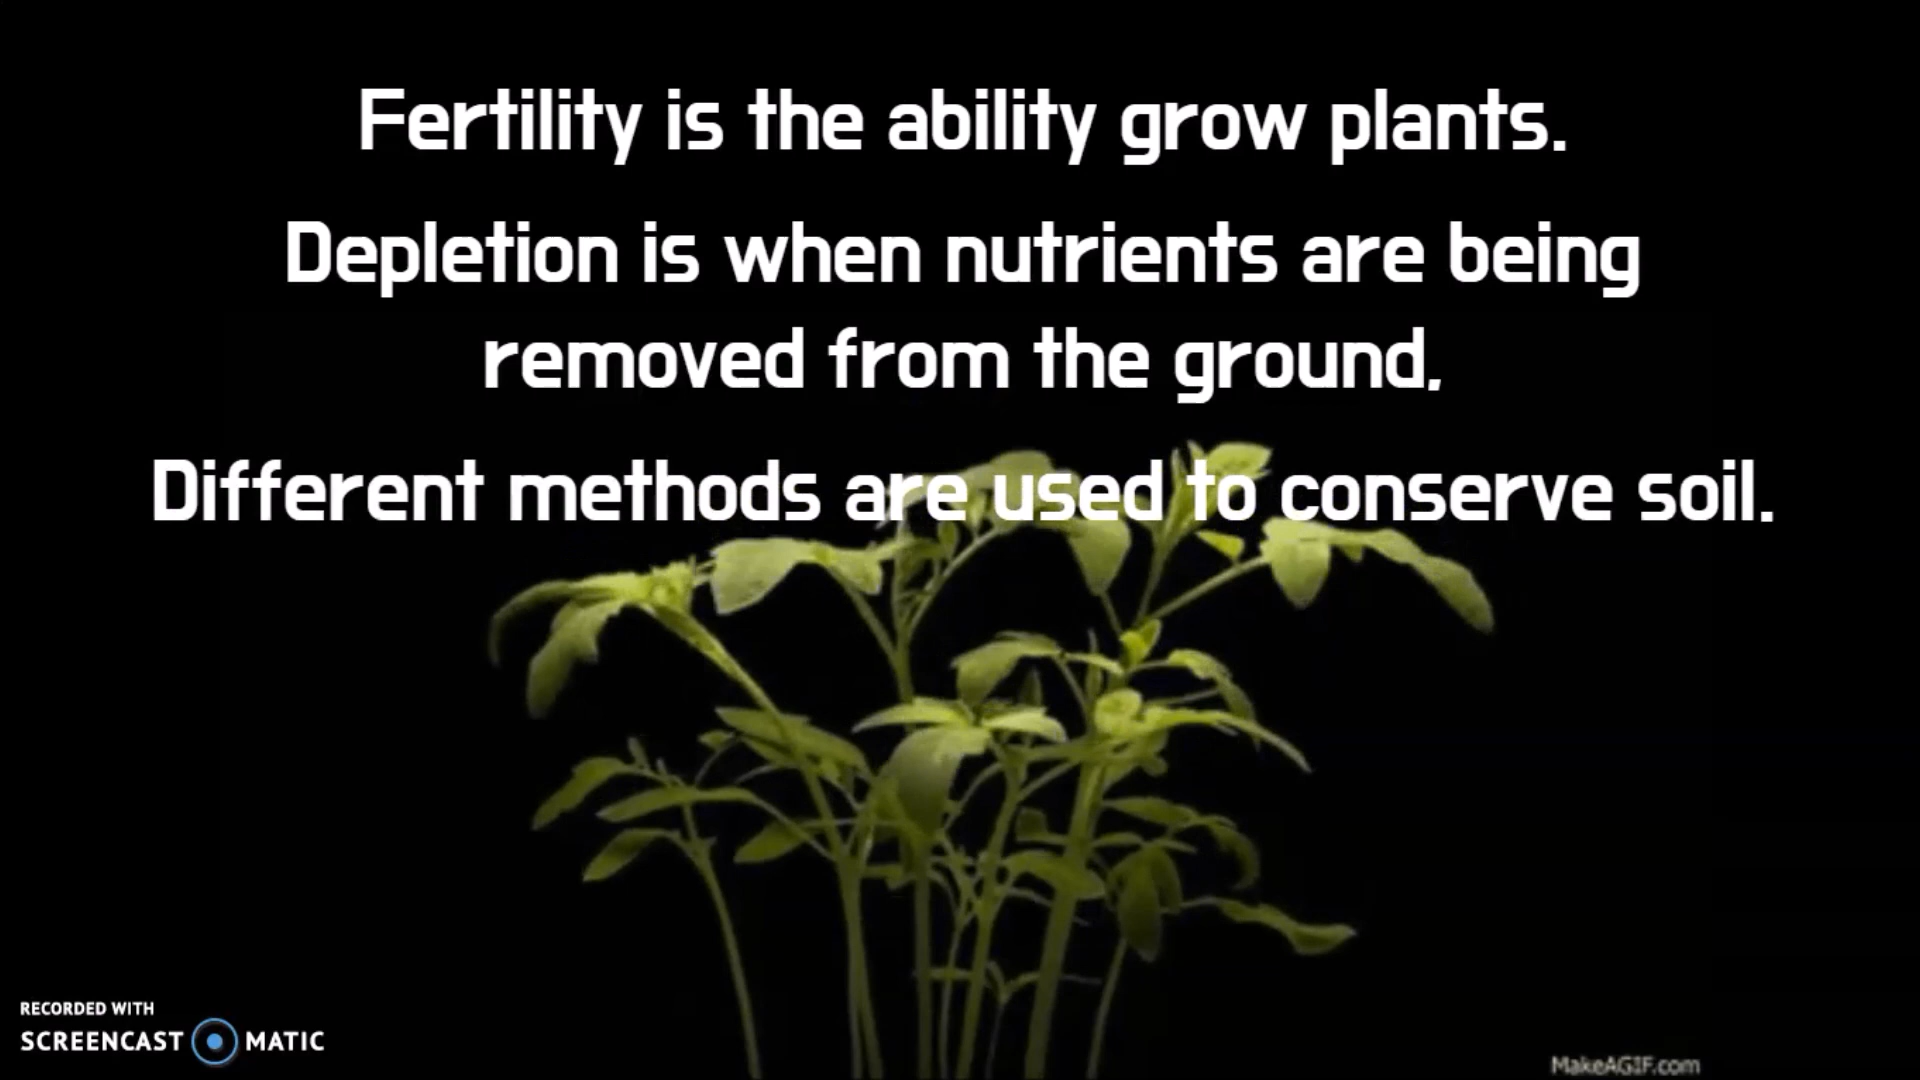 Fertility is the ability grow plants.
Depletion is when nutrients are being
removed from the ground,
Different methods are used to conserve soil.
RECORDED WITH
SCREENCAST MATIC
MakeAGIF.com